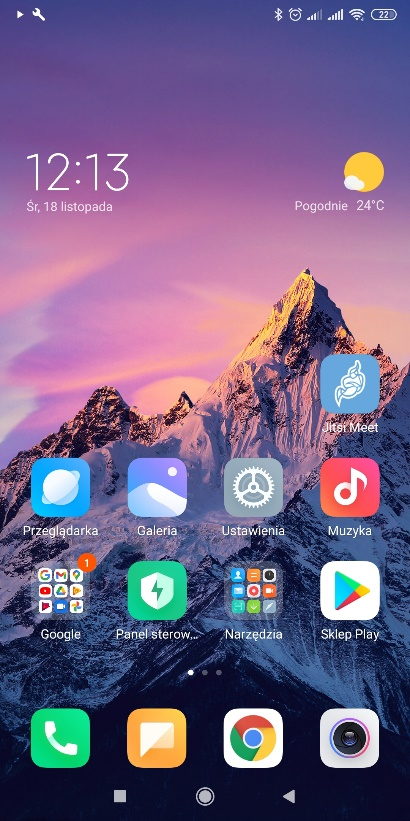 22
12:13
Śr, 18 listopada
Pogodnie 24°C
Jitsi Meet
Przeglądarka
Galeria
Ustawienia
Muzyka
1
Google
Panel sterow...
Narzędzia
Sklep Play